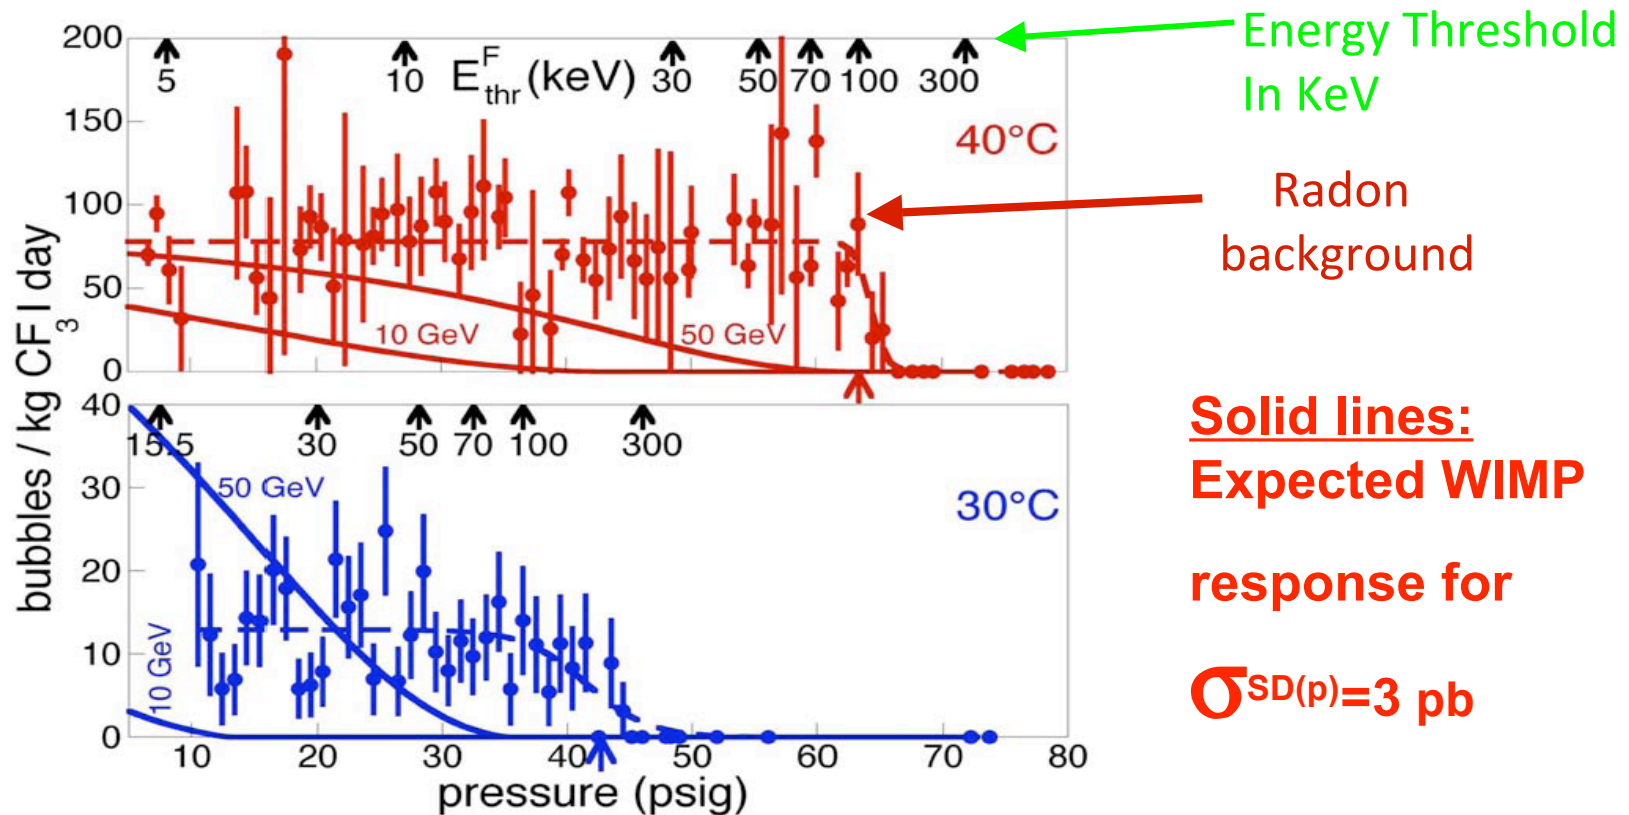 200
150
100
50
0
5 10 E^F_thr (keV) 30 50 70 100 300
40°C
10 GeV
50 GeV
40
30
20
10
0
15.5 30 50 70 100 300
50 GeV
30°C
10 GeV
10 20 30 40 50 60 70 80
pressure (psig)
bubbles / kg CF₃I day
Energy Threshold
In KeV
Radon
background
Solid lines:
Expected WIMP
response for
σ^SD(p)=3 pb